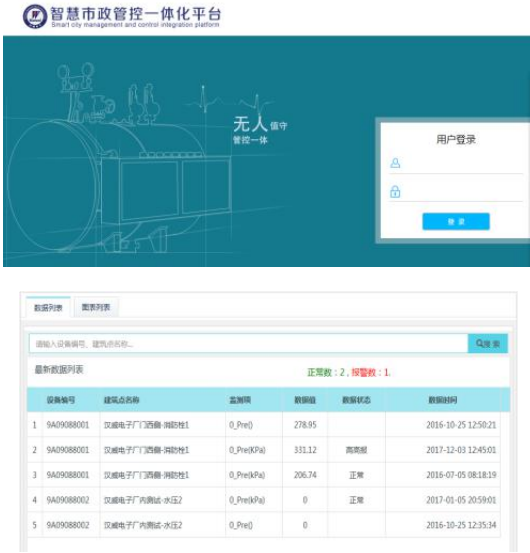 智慧市政管控一体化平台
Smart city management and control integration platform
无人值守
管控一体
用户登录
登 录
数据列表 图表列表
请输入设备编号、建筑点名称... 搜 索
最新数据列表 正常数：2 , 报警数：1.
设备编号 建筑点名称 监测项 数据值 数据状态 数据时间
1 9A09088001 汉威电子厂门西侧-消防栓1 0_Pre() 278.95 2016-10-25 12:50:21
2 9A09088001 汉威电子厂门西侧-消防栓1 0_Pre(KPa) 331.12 高高报 2017-12-03 12:45:01
3 9A09088001 汉威电子厂门西侧-消防栓1 0_Pre(kPa) 206.74 正常 2016-07-05 08:18:19
4 9A09088002 汉威电子厂内测试-水压2 0_Pre(kPa) 0 正常 2017-01-05 20:59:01
5 9A09088002 汉威电子厂内测试-水压2 0_Pre() 0 2016-10-25 12:35:34